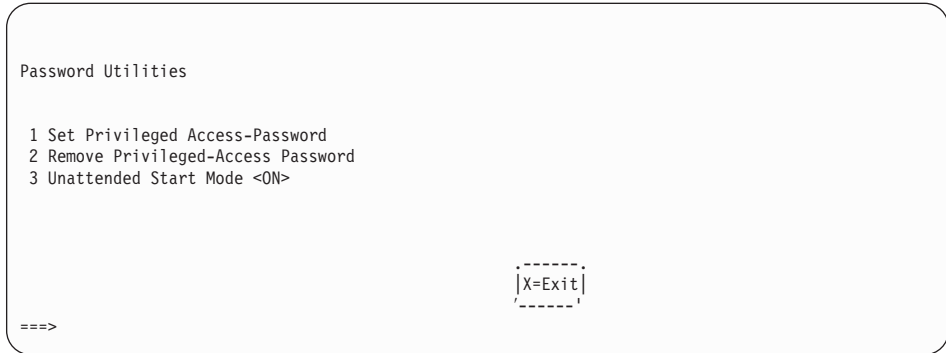 Password Utilities
1 Set Privileged Access-Password
2 Remove Privileged-Access Password
3 Unattended Start Mode <ON>
X=Exit
===>